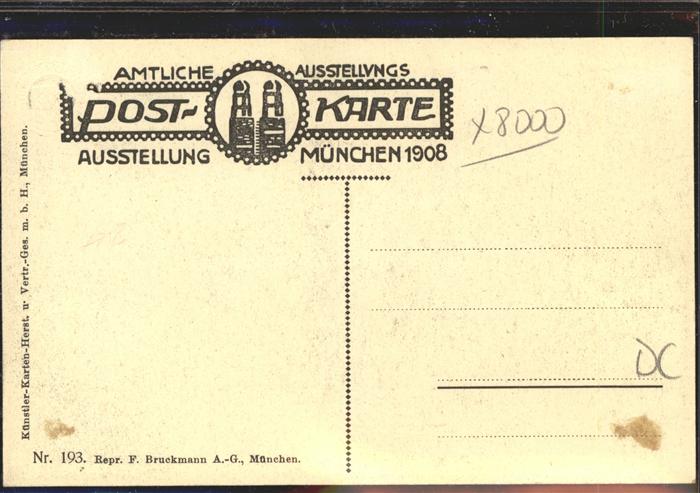 AMTLICHE AUSSTELLVNGS
POST-KARTE
AUSSTELLUNG MÜNCHEN 1908
X8000
DC
Künstler-Karten-Herst. u. Vertr.-Ges. m. b. H., München.
Nr. 193. Repr. F. Bruckmann A.-G., München.